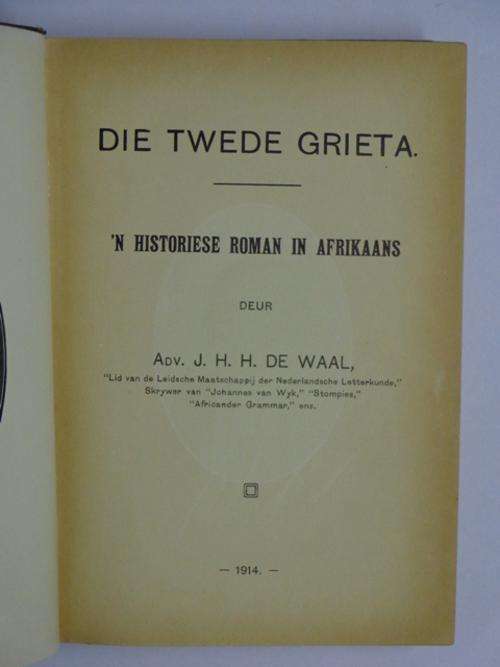 DIE TWEDE GRIETA.
'N HISTORIESE ROMAN IN AFRIKAANS
DEUR
ADV. J. H. H. DE WAAL,
"Lid van de Leidsche Maatschappij der Nederlandsche Letterkunde,"
Skrywer van "Johannes van Wyk," "Stompies,"
"Africander Grammar," ens.
— 1914. —